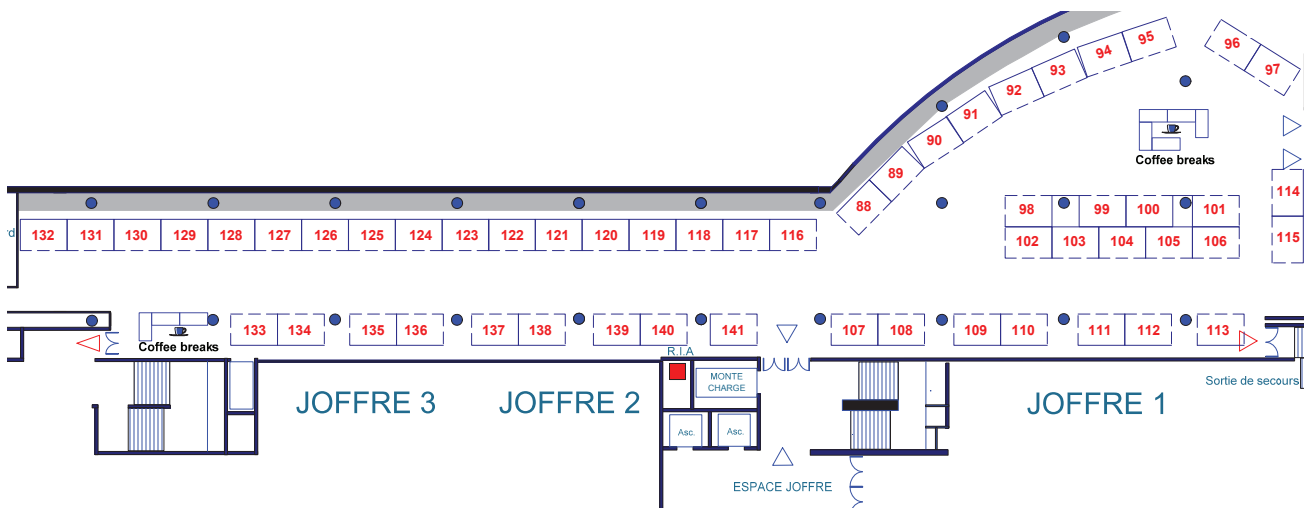 95
96
94
97
93
92
91
90
Coffee breaks
89
88
114
98 99 100 101
rd 132 131 130 129 128 127 126 125 124 123 122 121 120 119 118 117 116
102 103 104 105 106 115
133 134 135 136 137 138 139 140 141 107 108 109 110 111 112 113
Coffee breaks
R.I.A
MONTE
CHARGE
Sortie de secours
JOFFRE 3 JOFFRE 2 JOFFRE 1
Asc. Asc.
ESPACE JOFFRE